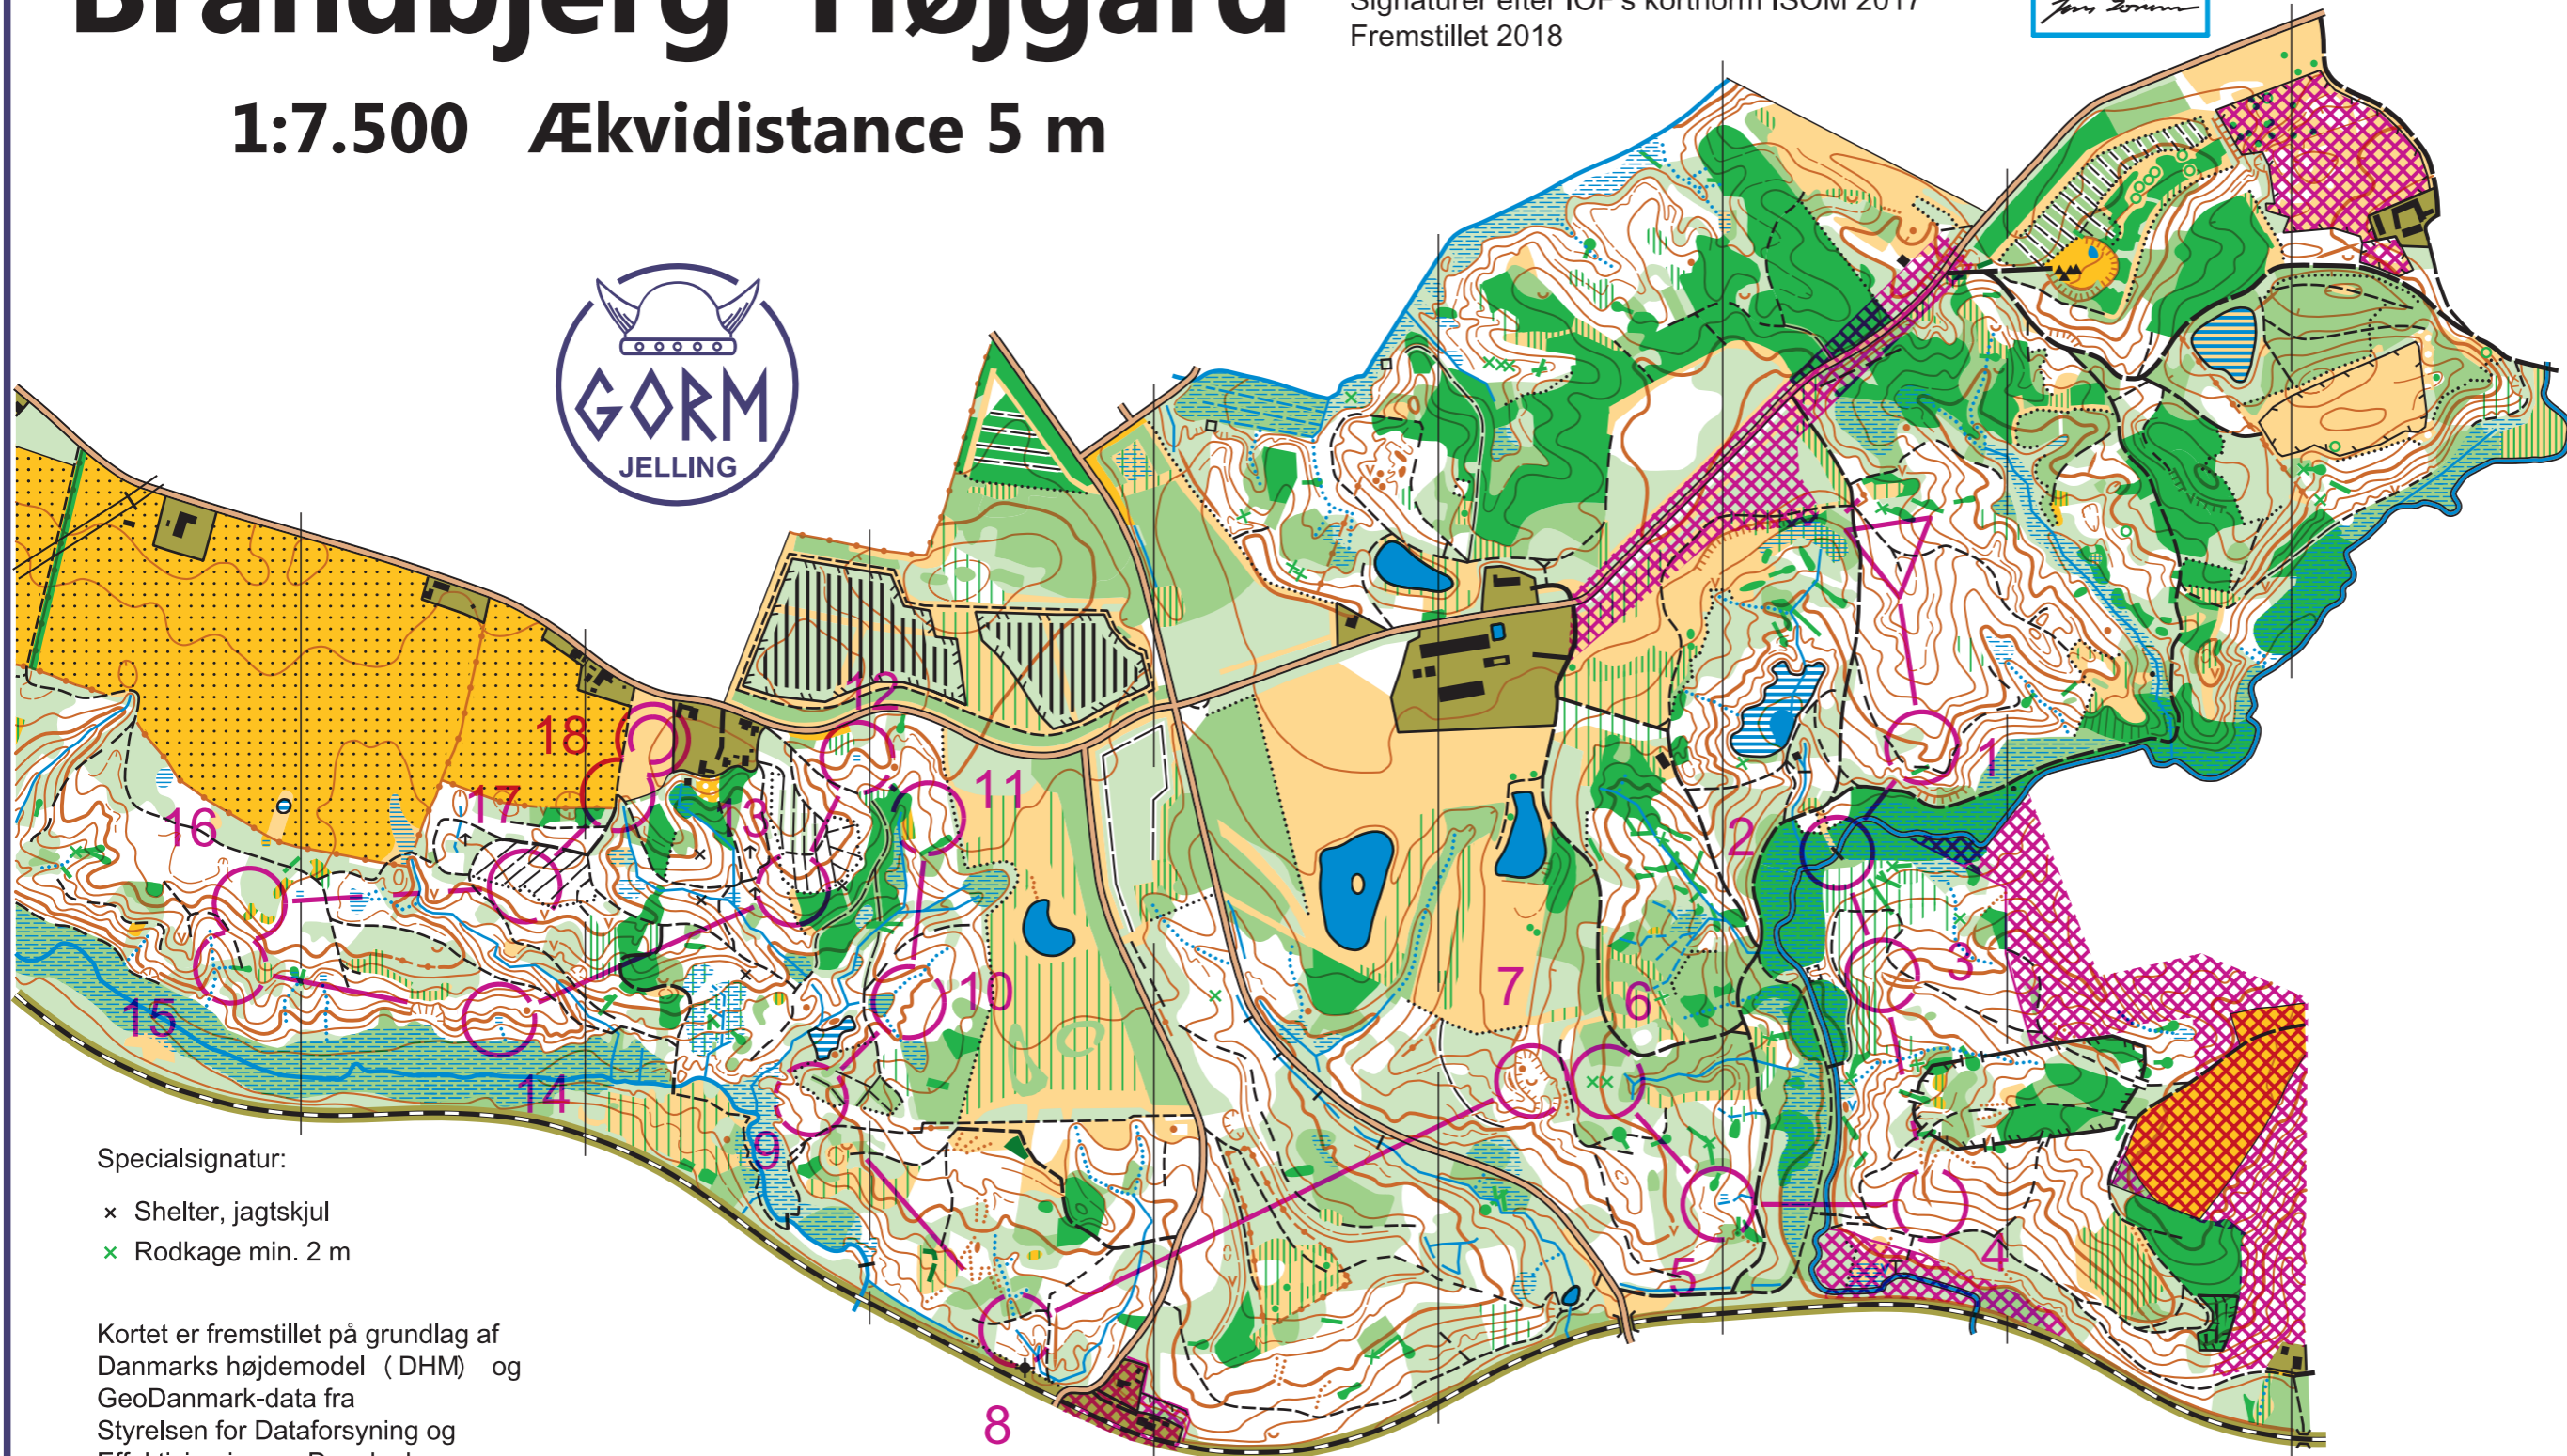 Brandbjerg Højgård
Signaturer efter IOF's kortnorm ISOM 2017
Fremstillet 2018
1:7.500 Ækvidistance 5 m
GORM
JELLING
12
18
11
1
17
13
16
2
3
7
6
10
15
14
9
4
5
8
Specialsignatur:
× Shelter, jagtskjul
× Rodkage min. 2 m
Kortet er fremstillet på grundlag af
Danmarks højdemodel ( DHM) og
GeoDanmark-data fra
Styrelsen for Dataforsyning og